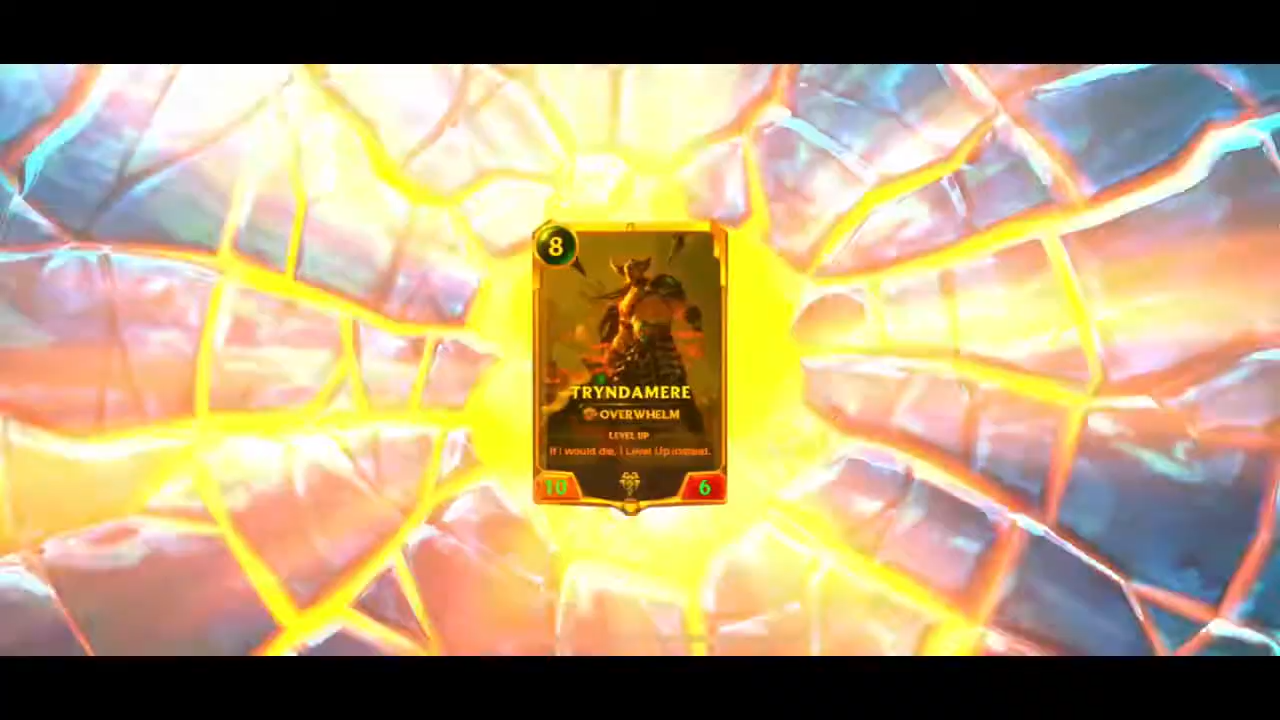 8
TRYNDAMERE
OVERWHELM
LEVEL UP
If I would die, I Level Up instead.
10 6